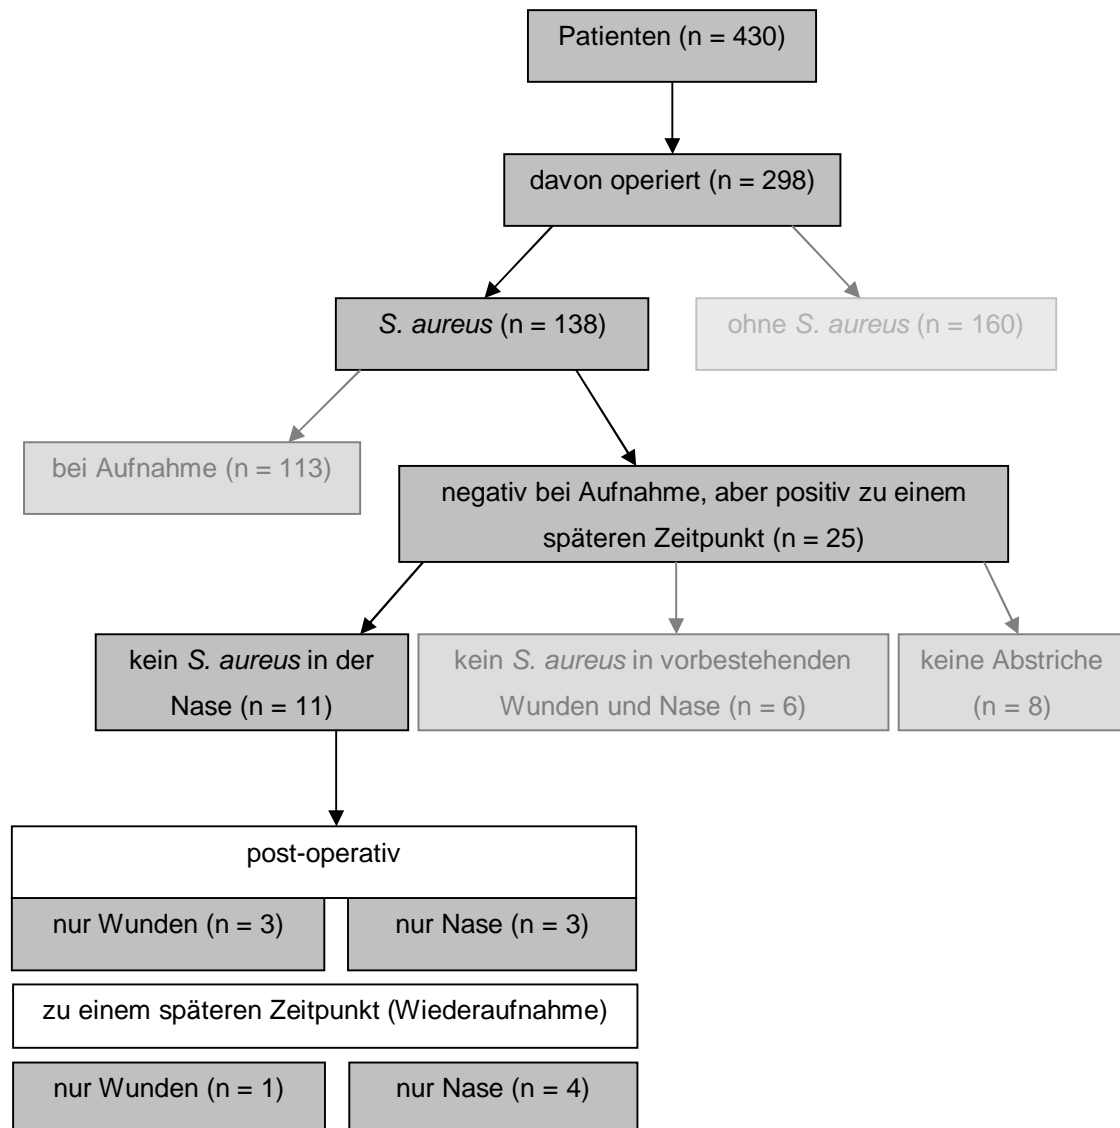 Patienten (n = 430)
davon operiert (n = 298)
S. aureus (n = 138)
ohne S. aureus (n = 160)
bei Aufnahme (n = 113)
negativ bei Aufnahme, aber positiv zu einem
späteren Zeitpunkt (n = 25)
kein S. aureus in der
Nase (n = 11)
kein S. aureus in vorbestehenden
Wunden und Nase (n = 6)
keine Abstriche
(n = 8)
post-operativ
nur Wunden (n = 3)
nur Nase (n = 3)
zu einem späteren Zeitpunkt (Wiederaufnahme)
nur Wunden (n = 1)
nur Nase (n = 4)